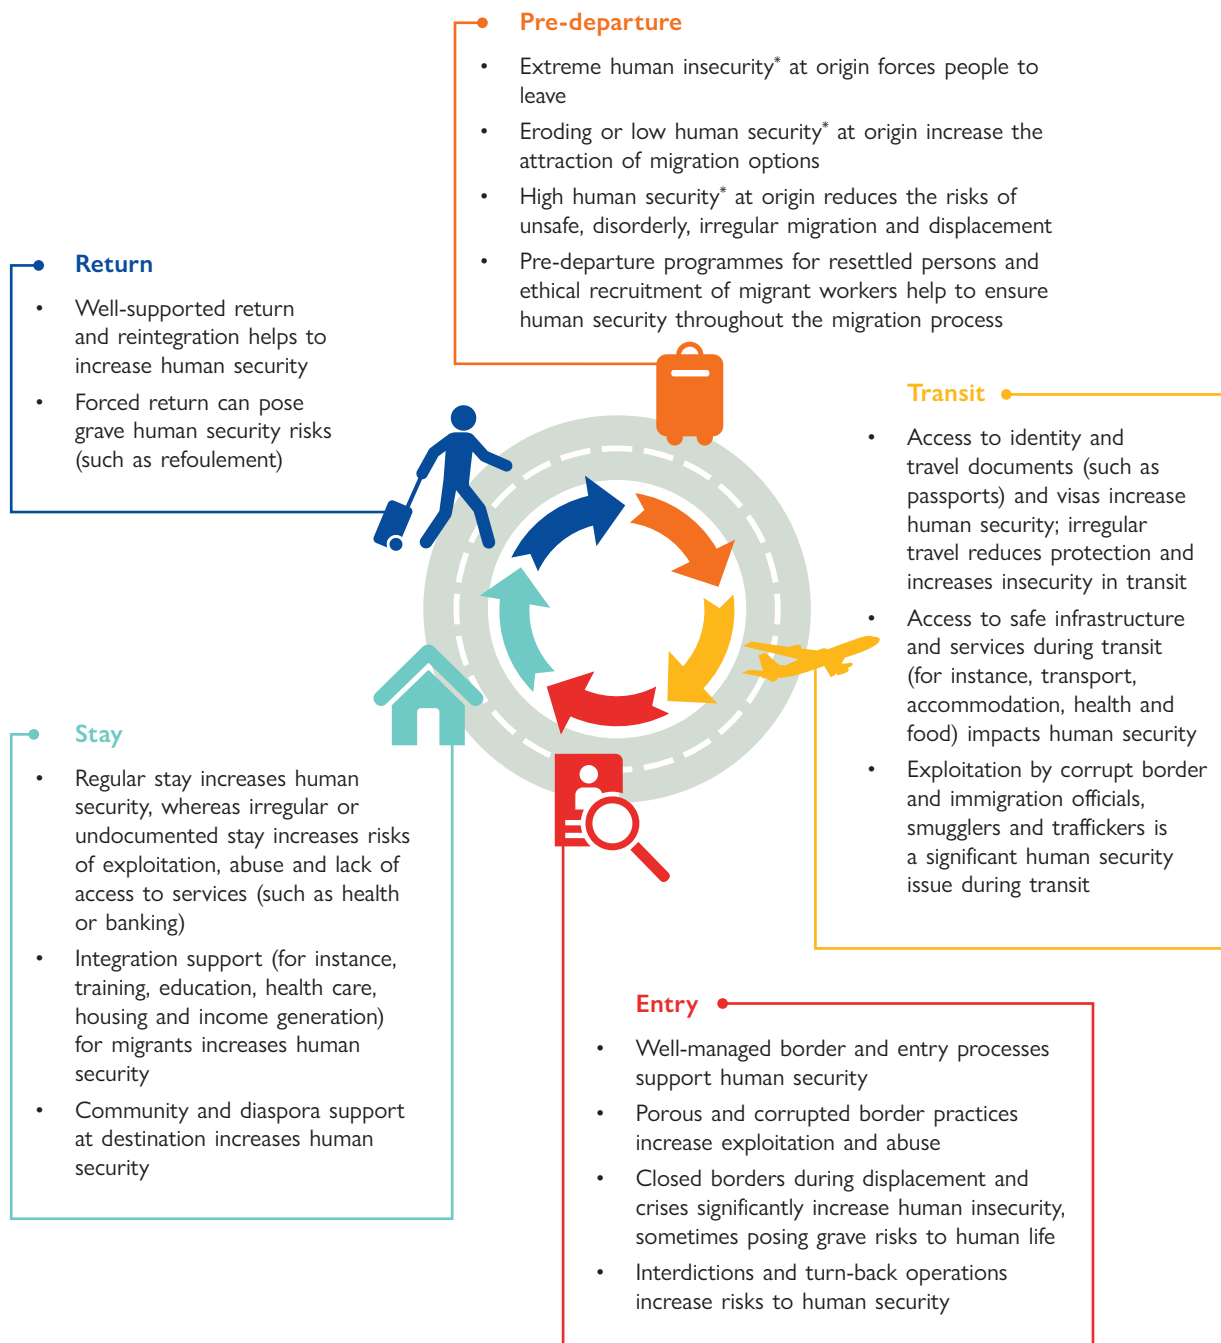 Pre-departure
• Extreme human insecurity* at origin forces people to
leave
• Eroding or low human security* at origin increase the
attraction of migration options
• High human security* at origin reduces the risks of
unsafe, disorderly, irregular migration and displacement
• Pre-departure programmes for resettled persons and
ethical recruitment of migrant workers help to ensure
human security throughout the migration process
Return
• Well-supported return
and reintegration helps to
increase human security
• Forced return can pose
grave human security risks
(such as refoulement)
Transit
• Access to identity and
travel documents (such as
passports) and visas increase
human security; irregular
travel reduces protection and
increases insecurity in transit
• Access to safe infrastructure
and services during transit
(for instance, transport,
accommodation, health and
food) impacts human security
• Exploitation by corrupt border
and immigration officials,
smugglers and traffickers is
a significant human security
issue during transit
Stay
• Regular stay increases human
security, whereas irregular or
undocumented stay increases risks
of exploitation, abuse and lack of
access to services (such as health
or banking)
• Integration support (for instance,
training, education, health care,
housing and income generation)
for migrants increases human
security
• Community and diaspora support
at destination increases human
security
Entry
• Well-managed border and entry processes
support human security
• Porous and corrupted border practices
increase exploitation and abuse
• Closed borders during displacement and
crises significantly increase human insecurity,
sometimes posing grave risks to human life
• Interdictions and turn-back operations
increase risks to human security